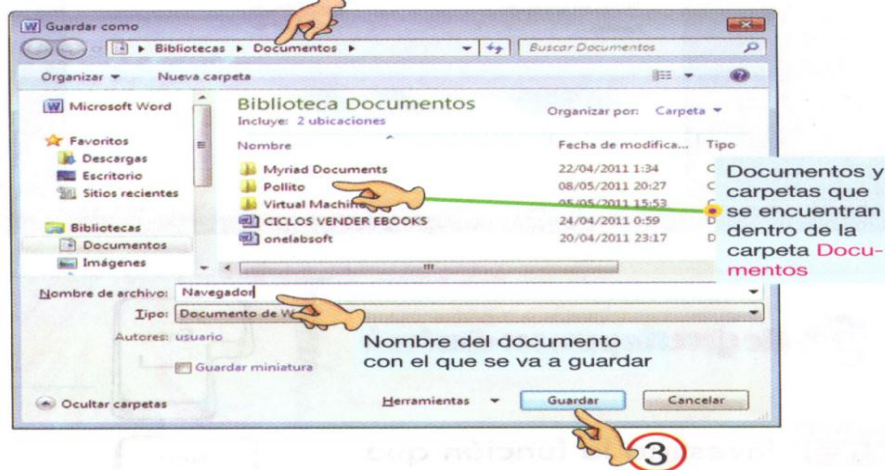 Guardar como
Bibliotecas Documentos Buscar Documentos
Organizar Nueva carpeta
Microsoft Word
Favoritos
Descargas
Escritorio
Sitios recientes
Bibliotecas
Documentos
Imágenes
Biblioteca Documentos
Incluye: 2 ubicaciones
Organizar por: Carpeta
Nombre Fecha de modifica... Tipo
Myriad Documents 22/04/2011 1:34 C
Pollito 08/05/2011 20:27 C
Virtual Machine 05/05/2011 15:53 C
CICLOS VENDER EBOOKS 24/04/2011 0:59 D
onelabsoft 20/04/2011 23:17 D
Documentos y
carpetas que
se encuentran
dentro de la
carpeta Docu-
mentos
Nombre de archivo: Navegador
Tipo: Documento de W
Autores: usuario
Nombre del documento
con el que se va a guardar
Guardar miniatura
Ocultar carpetas Herramientas Guardar Cancelar
3